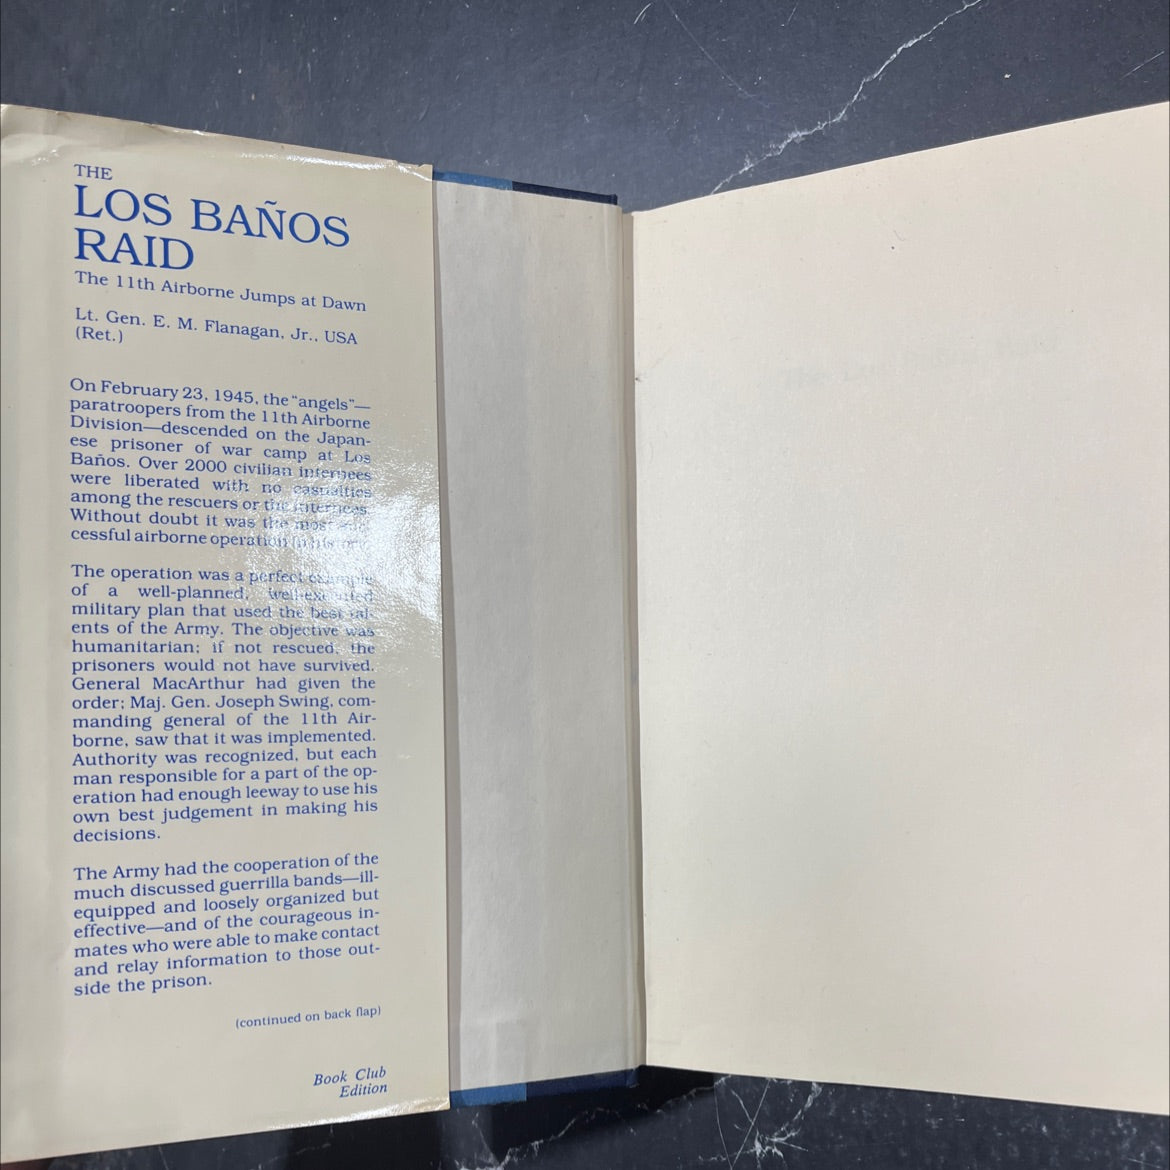 THE
LOS BAÑOS
RAID
The 11th Airborne Jumps at Dawn
Lt. Gen. E. M. Flanagan, Jr., USA
(Ret.)
On February 23, 1945, the “angels”—
paratroopers from the 11th Airborne
Division—descended on the Japan-
ese prisoner of war camp at Los
Baños. Over 2000 civilian internees
were liberated with no casualties
among the rescuers or the internees.
Without doubt it was the most
cessful airborne operation
The operation was a perfect example
of a well-planned, well-executed
military plan that used the best tal-
ents of the Army. The objective was
humanitarian; if not rescued, the
prisoners would not have survived.
General MacArthur had given the
order; Maj. Gen. Joseph Swing, com-
manding general of the 11th Air-
borne, saw that it was implemented.
Authority was recognized, but each
man responsible for a part of the op-
eration had enough leeway to use his
own best judgement in making his
decisions.
The Army had the cooperation of the
much discussed guerrilla bands—ill-
equipped and loosely organized but
effective—and of the courageous in-
mates who were able to make contact
and relay information to those out-
side the prison.
(continued on back flap)
Book Club
Edition